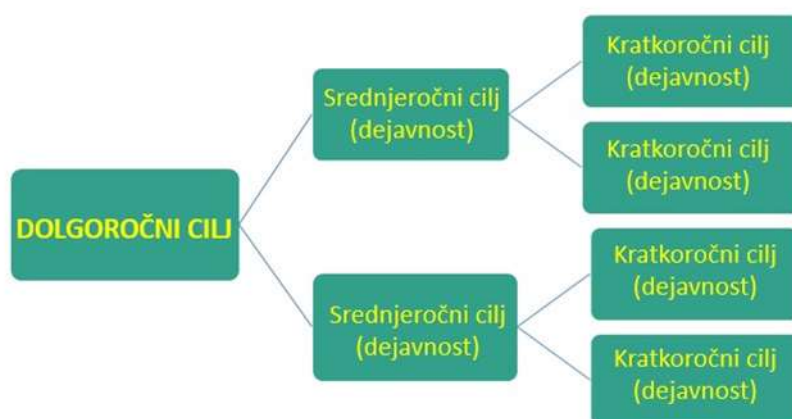 DOLGOROČNI CILJ
Srednjeročni cilj
(dejavnost)
Kratkoročni cilj
(dejavnost)
Kratkoročni cilj
(dejavnost)
Srednjeročni cilj
(dejavnost)
Kratkoročni cilj
(dejavnost)
Kratkoročni cilj
(dejavnost)